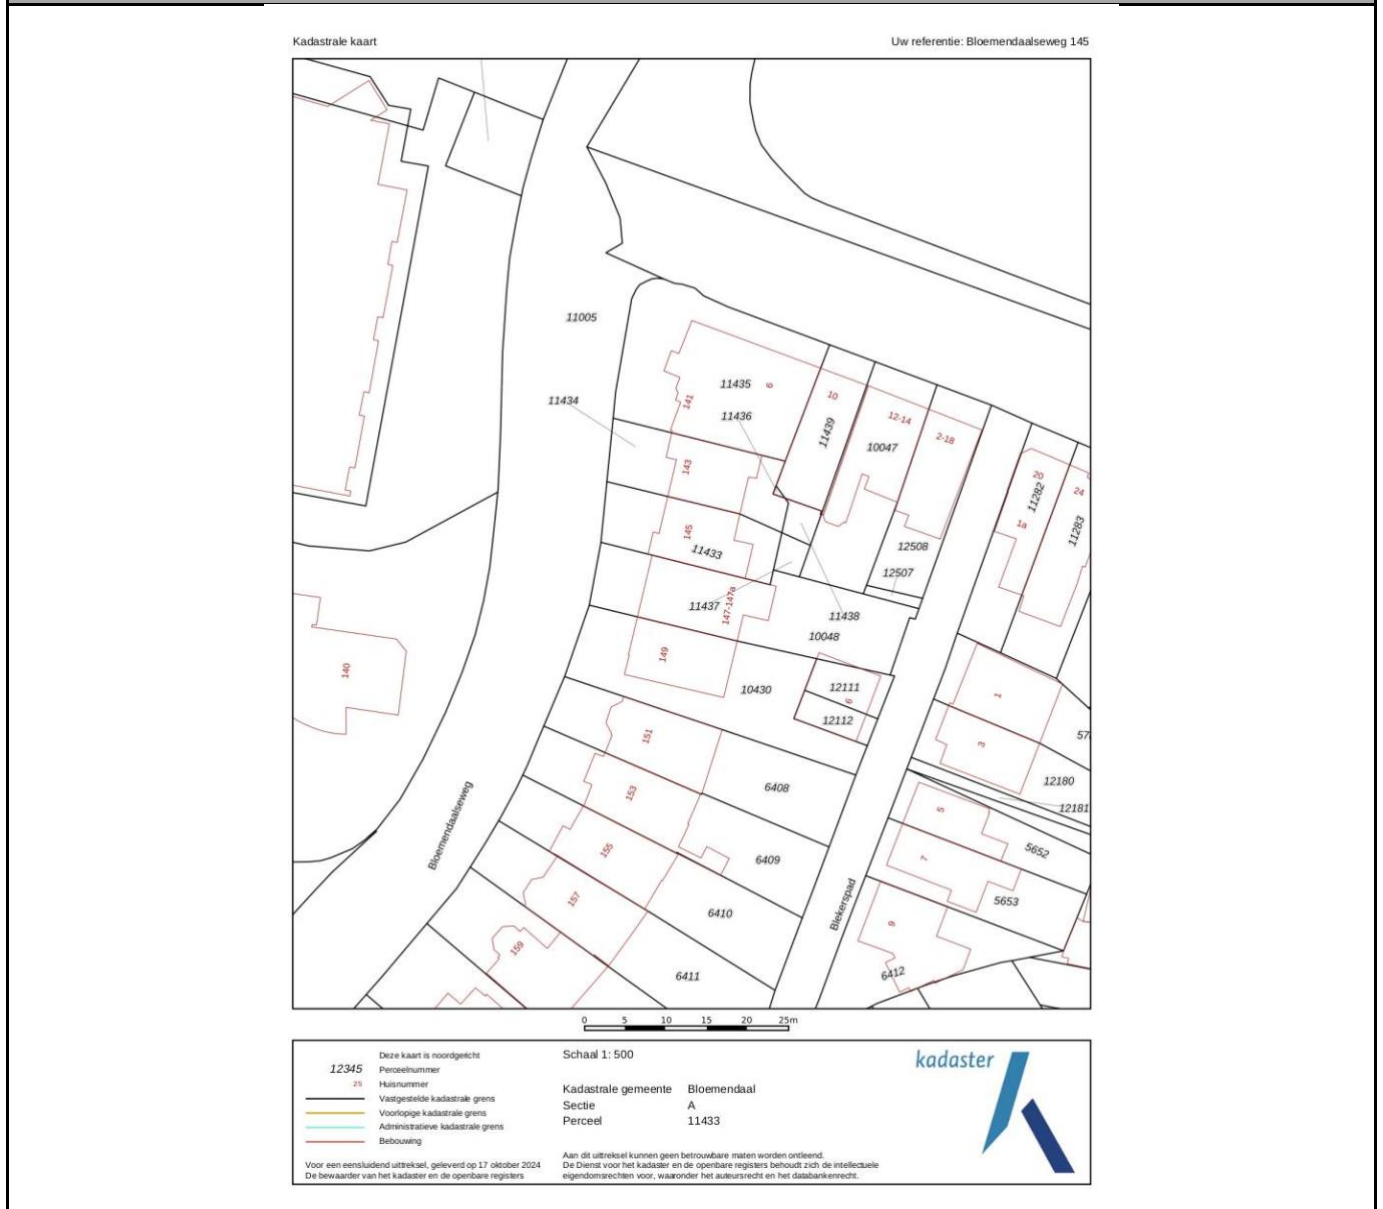 Kadastrale kaart
Uw referentie: Bloemendaalseweg 145
11005
11434
11435
6
141
11436
10
11439
12-14
10047
2-18
143
145
11433
20
11282
24
1a
11283
12508
12507
11437
147-147a
11438
10048
149
140
10430
12111
6
12112
1
3
151
6408
153
6409
155
157
6410
159
6411
57
12180
12181
5
5652
7
5653
9
6412
Bloemendaalseweg
Blekerspad
0 5 10 15 20 25m
Deze kaart is noordgericht
12345 Perceelnummer
25 Huisnummer
Vastgestelde kadastrale grens
Voorlopige kadastrale grens
Administratieve kadastrale grens
Bebouwing
Voor een eensluidend uittreksel, geleverd op 17 oktober 2024
De bewaarder van het kadaster en de openbare registers
Schaal 1: 500
Kadastrale gemeente Bloemendaal
Sectie A
Perceel 11433
Aan dit uittreksel kunnen geen betrouwbare maten worden ontleend.
De Dienst voor het kadaster en de openbare registers behoudt zich de intellectuele
eigendomsrechten voor, waaronder het auteursrecht en het databankenrecht.
kadaster